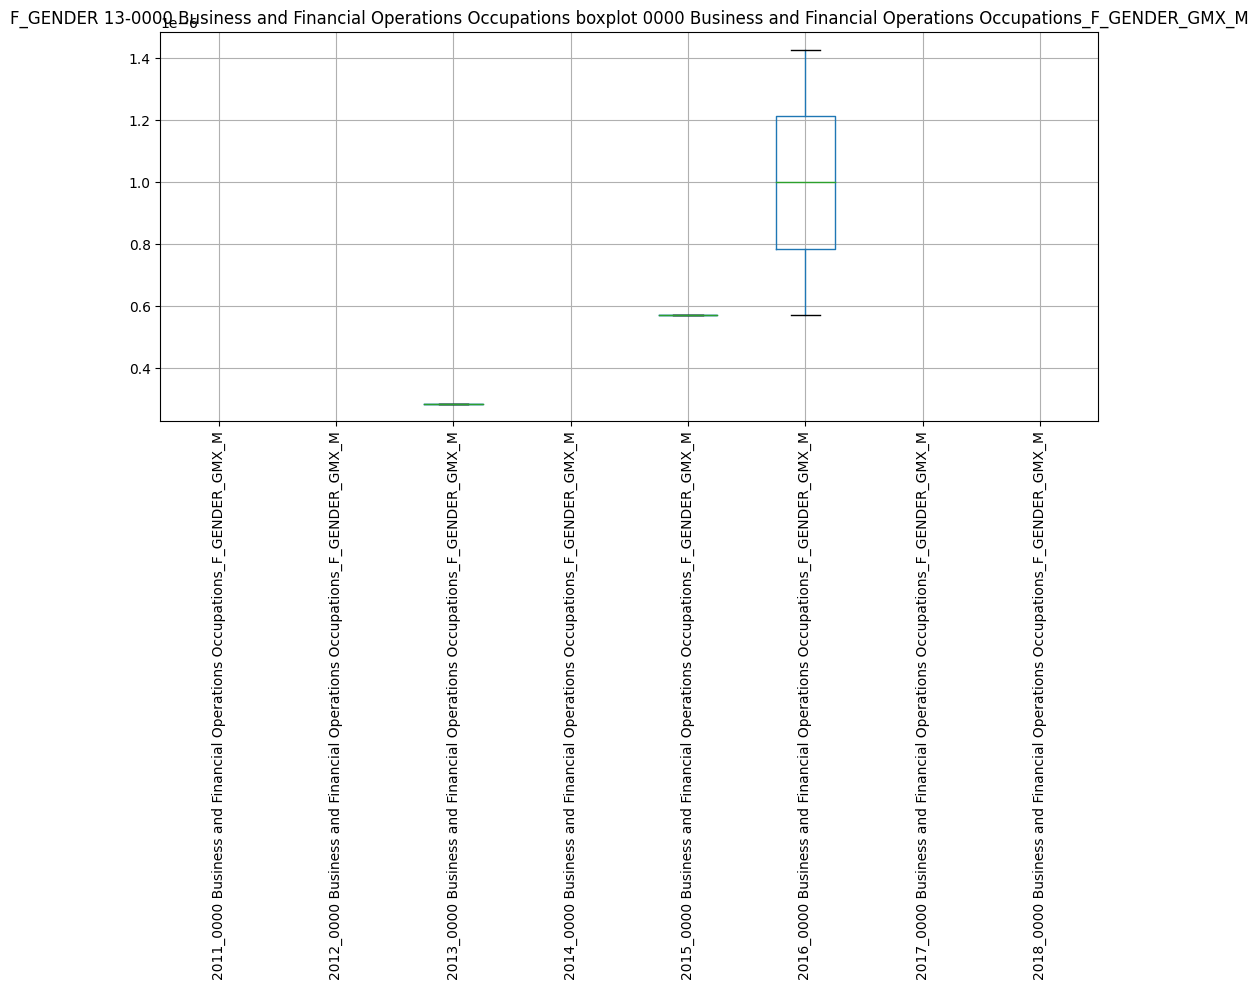 F_GENDER 13-0000 Business and Financial Operations Occupations boxplot 0000 Business and Financial Operations Occupations_F_GENDER_GMX_M
1e−6
1.4
1.2
1.0
0.8
0.6
0.4
2011_0000 Business and Financial Operations Occupations_F_GENDER_GMX_M
2012_0000 Business and Financial Operations Occupations_F_GENDER_GMX_M
2013_0000 Business and Financial Operations Occupations_F_GENDER_GMX_M
2014_0000 Business and Financial Operations Occupations_F_GENDER_GMX_M
2015_0000 Business and Financial Operations Occupations_F_GENDER_GMX_M
2016_0000 Business and Financial Operations Occupations_F_GENDER_GMX_M
2017_0000 Business and Financial Operations Occupations_F_GENDER_GMX_M
2018_0000 Business and Financial Operations Occupations_F_GENDER_GMX_M